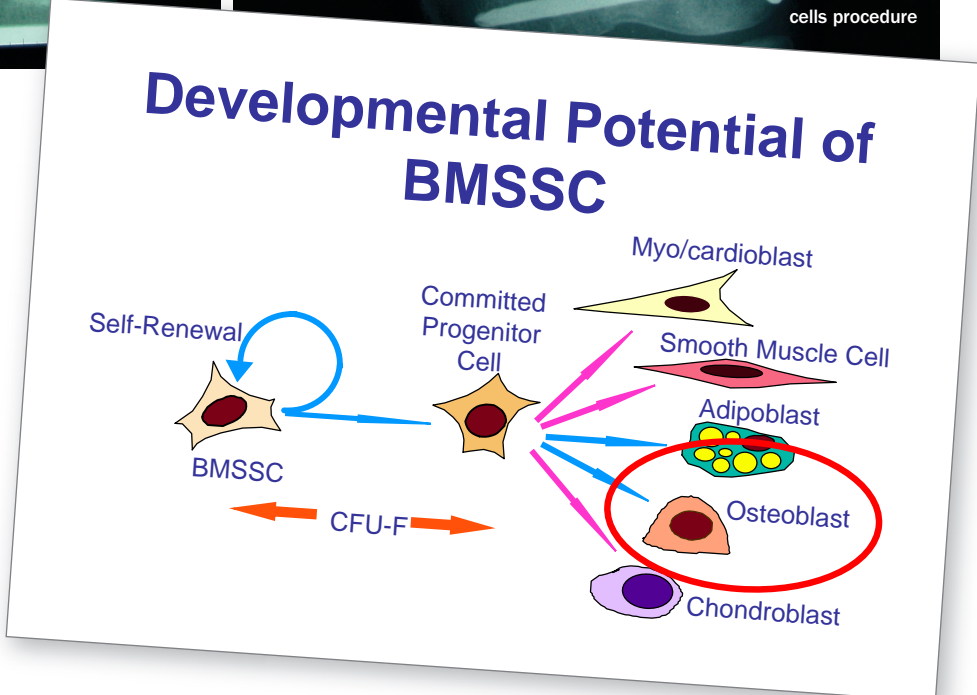 cells procedure
Developmental Potential of
BMSSC
Myo/cardioblast
Committed
Progenitor
Cell
Self-Renewal
Smooth Muscle Cell
Adipoblast
BMSSC
Osteoblast
CFU-F
Chondroblast